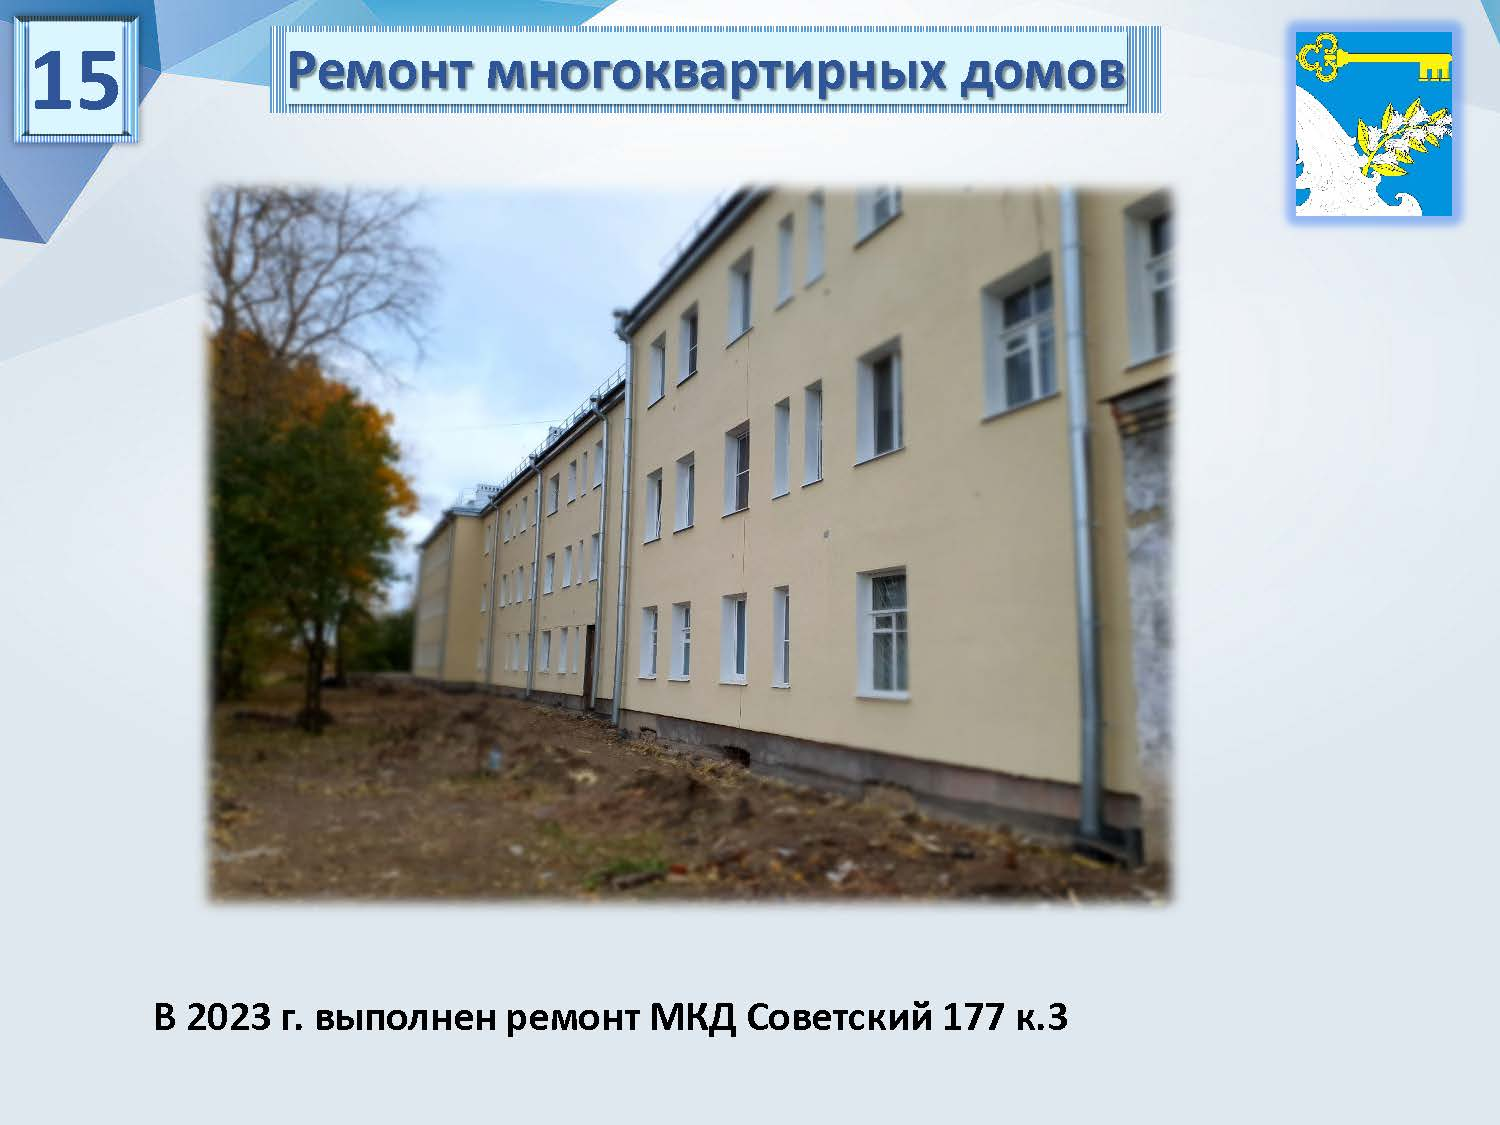 15
Ремонт многоквартирных домов
В 2023 г. выполнен ремонт МКД Советский 177 к.3